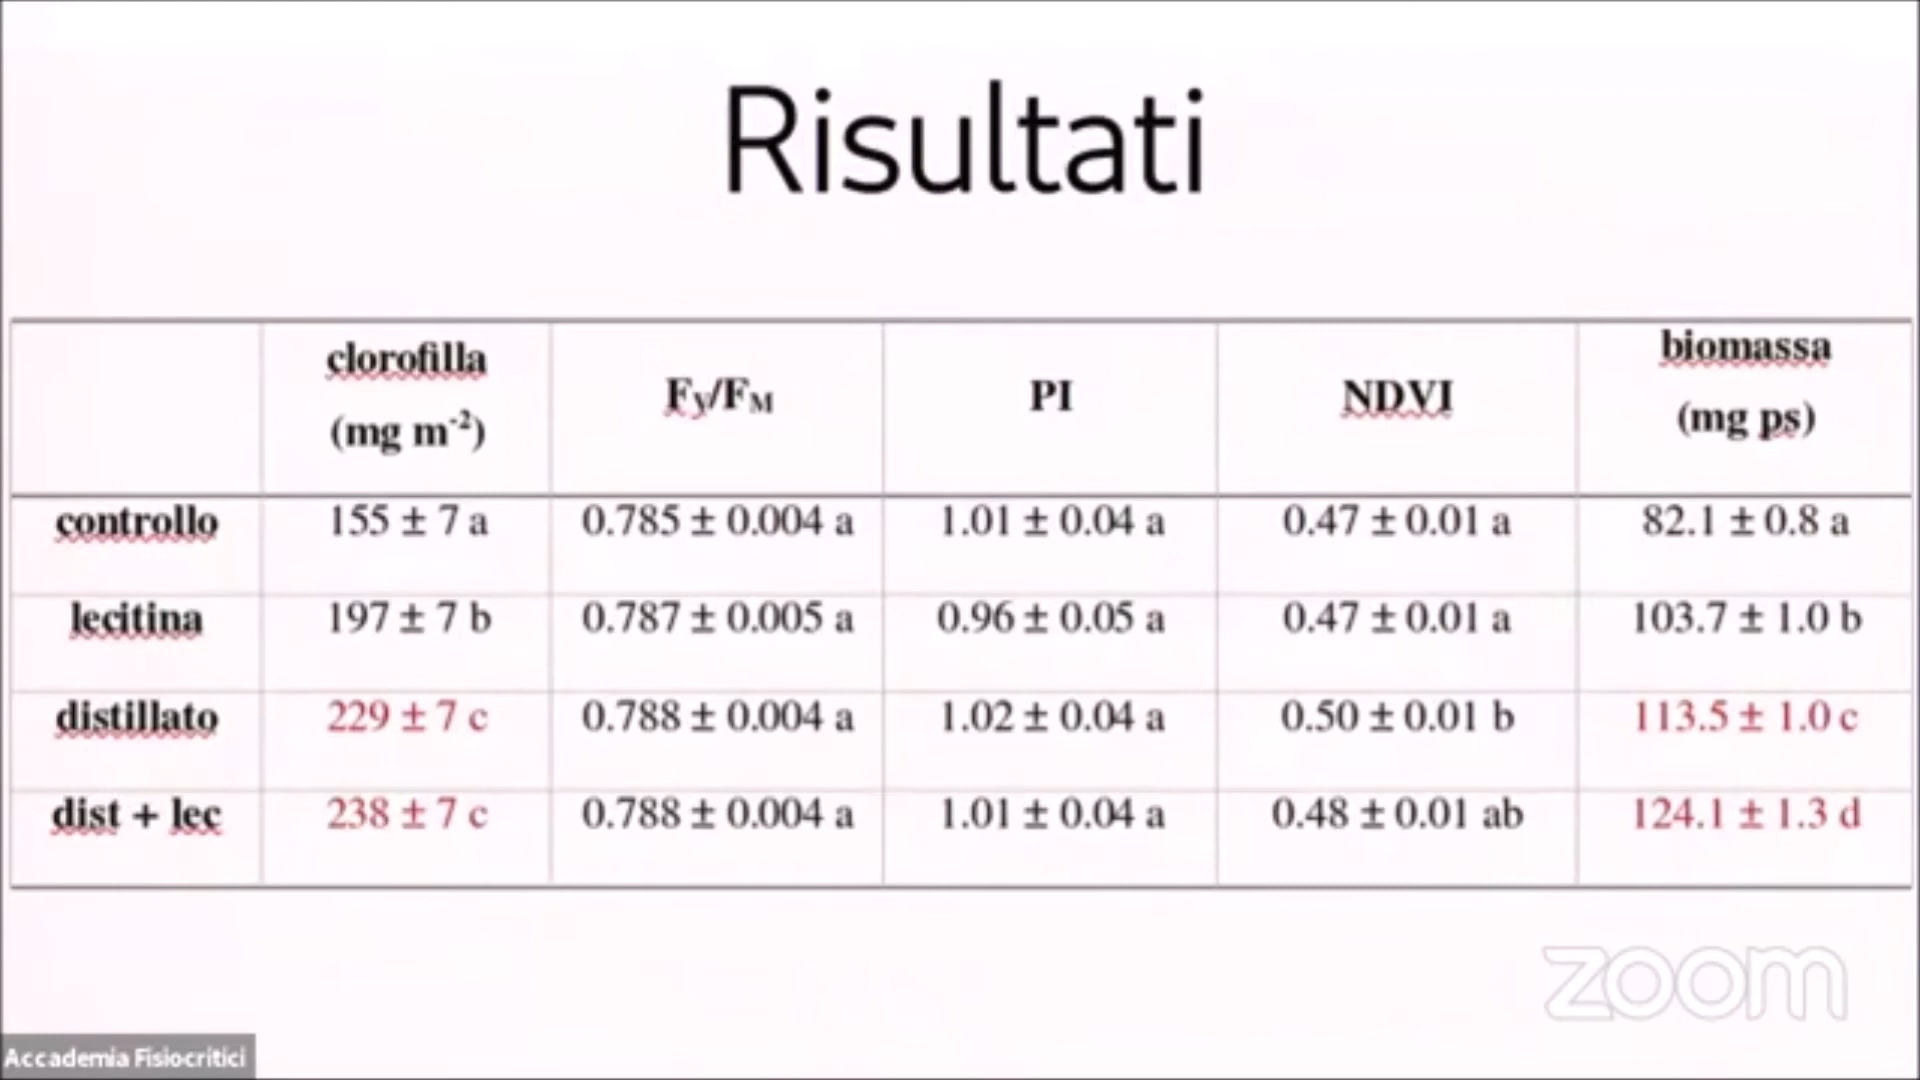 Risultati
clorofilla
(mg m⁻²)
Fv/FM
PI
NDVI
biomassa
(mg ps)
controllo 155 ± 7 a 0.785 ± 0.004 a 1.01 ± 0.04 a 0.47 ± 0.01 a 82.1 ± 0.8 a
lecitina 197 ± 7 b 0.787 ± 0.005 a 0.96 ± 0.05 a 0.47 ± 0.01 a 103.7 ± 1.0 b
distillato 229 ± 7 c 0.788 ± 0.004 a 1.02 ± 0.04 a 0.50 ± 0.01 b 113.5 ± 1.0 c
dist + lec 238 ± 7 c 0.788 ± 0.004 a 1.01 ± 0.04 a 0.48 ± 0.01 ab 124.1 ± 1.3 d
zoom
Accademia Fisiocritici